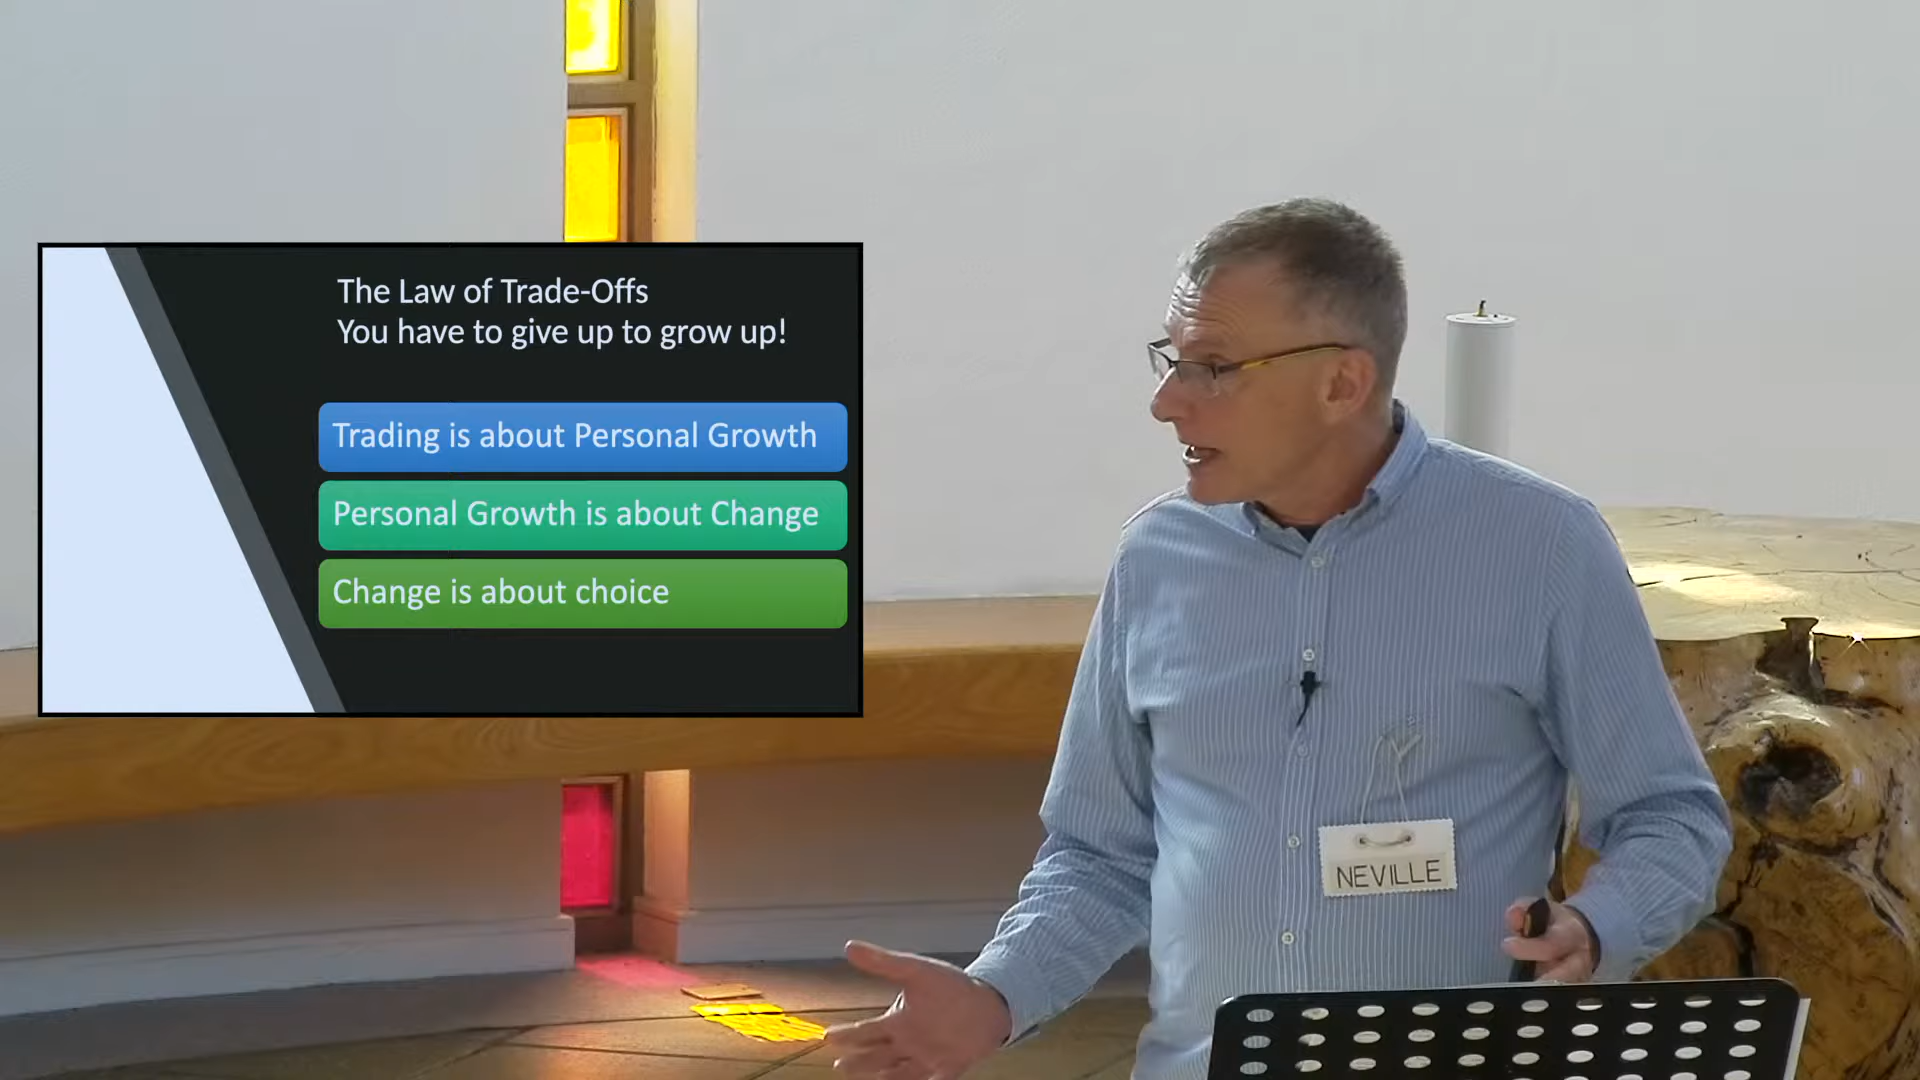 The Law of Trade-Offs
You have to give up to grow up!
Trading is about Personal Growth
Personal Growth is about Change
Change is about choice
NEVILLE